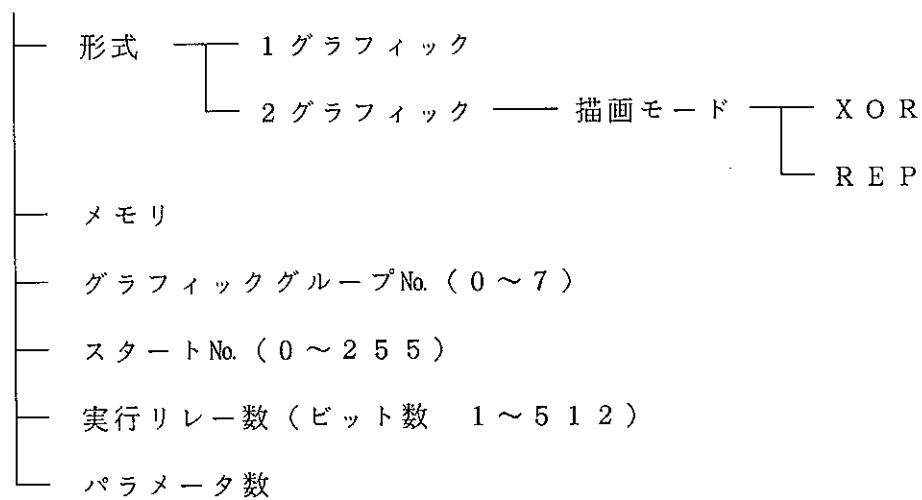 形式 1グラフィック
2グラフィック 描画モード XOR
REP
メモリ
グラフィックグループNo.(0～7)
スタートNo.(0～255)
実行リレー数(ビット数 1～512)
パラメータ数